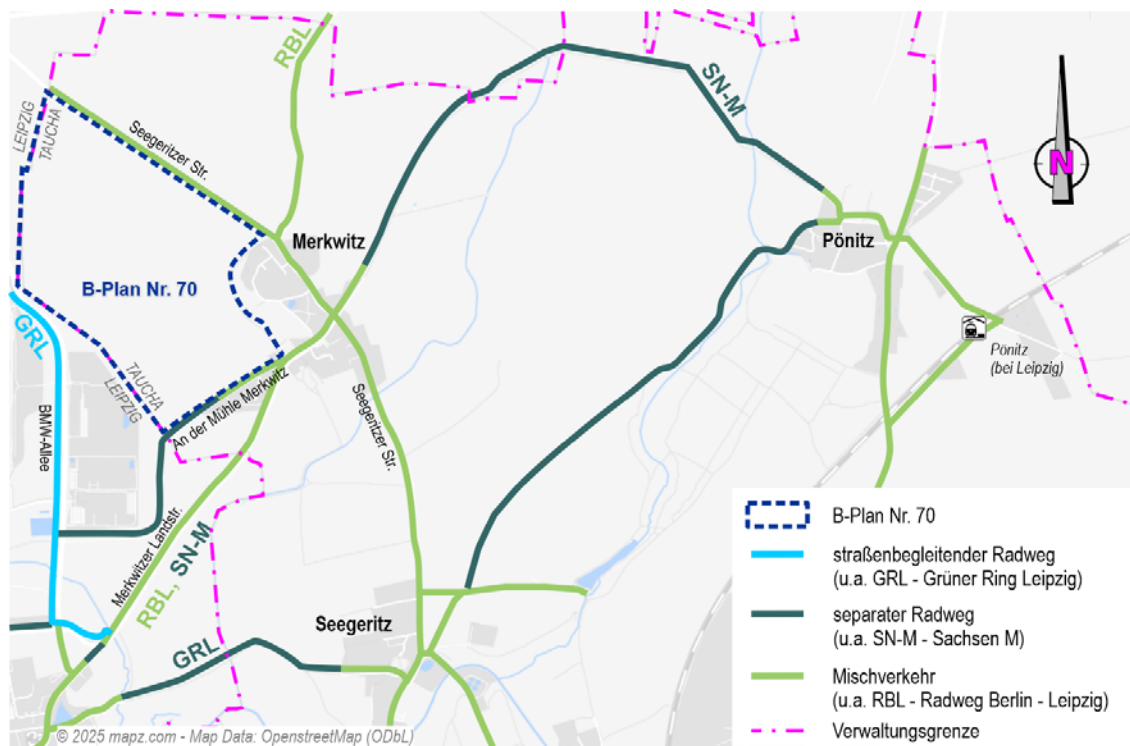 RBL
SN-M
LEIPZIG
TAUCHA
Seegeritzer Str.
N
Merkwitz
Pönitz
B-Plan Nr. 70
GRL
Pönitz
(bei Leipzig)
TAUCHA
LEIPZIG
An der Mühle Merkwitz
BMW-Allee
Seegeritzer Str.
Merkwitzer Landstr.
RBL, SN-M
Seegeritz
GRL
B-Plan Nr. 70
straßenbegleitender Radweg
(u.a. GRL - Grüner Ring Leipzig)
separater Radweg
(u.a. SN-M - Sachsen M)
Mischverkehr
(u.a. RBL - Radweg Berlin - Leipzig)
Verwaltungsgrenze
© 2025 mapz.com - Map Data: OpenstreetMap (ODbL)